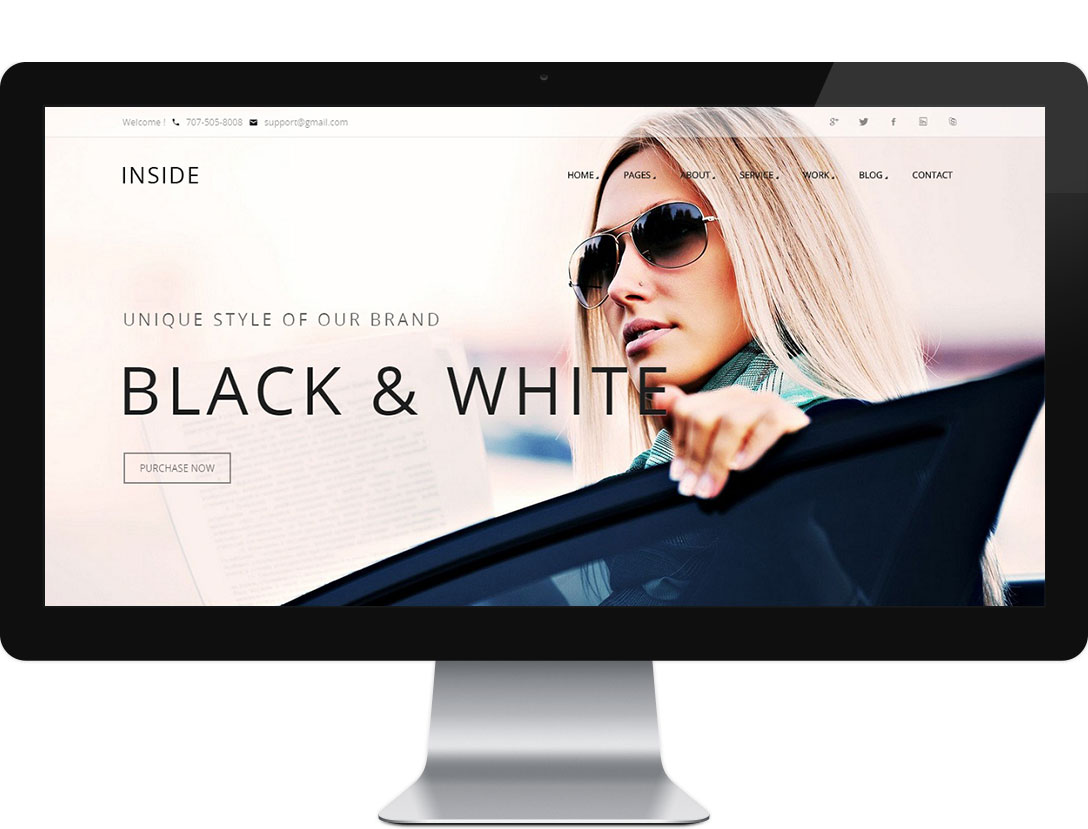 Welcome ! 707-505-8008 support@gmail.com
INSIDE
HOME PAGES ABOUT SERVICE WORK BLOG CONTACT
UNIQUE STYLE OF OUR BRAND
BLACK & WHITE
PURCHASE NOW